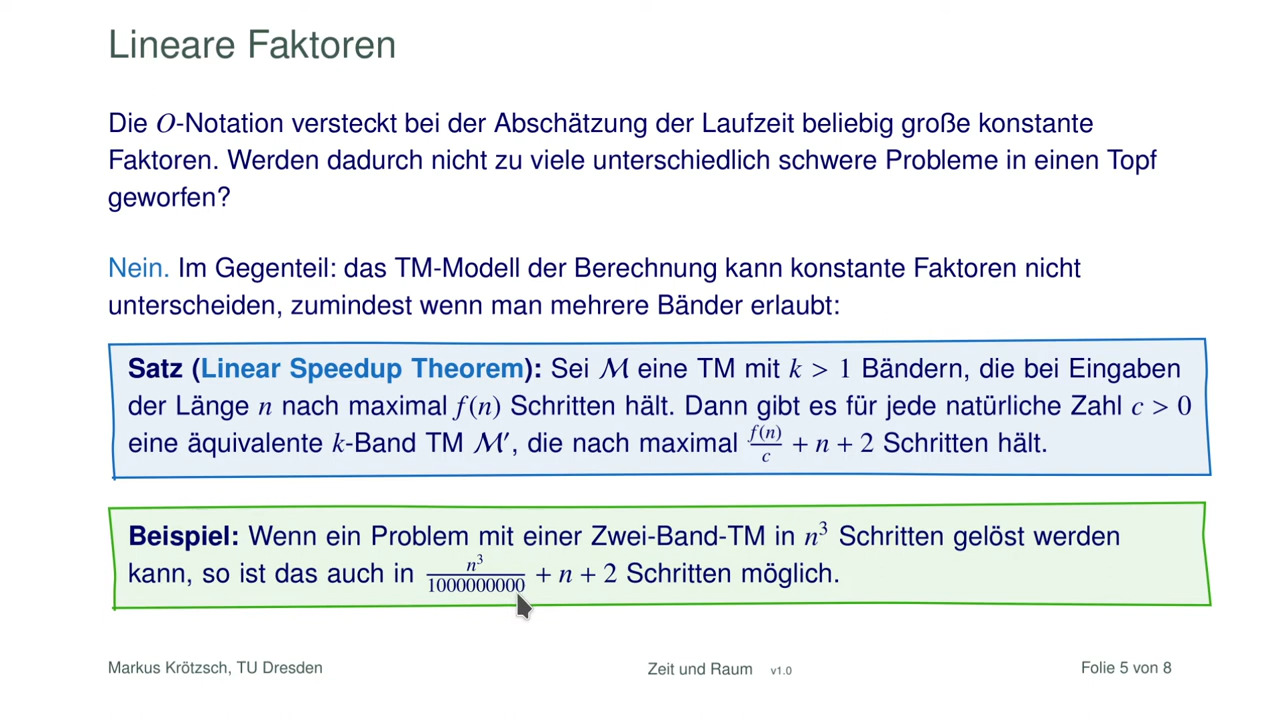 Lineare Faktoren
Die O-Notation versteckt bei der Abschätzung der Laufzeit beliebig große konstante
Faktoren. Werden dadurch nicht zu viele unterschiedlich schwere Probleme in einen Topf
geworfen?
Nein. Im Gegenteil: das TM-Modell der Berechnung kann konstante Faktoren nicht
unterscheiden, zumindest wenn man mehrere Bänder erlaubt:
Satz (Linear Speedup Theorem): Sei M eine TM mit k > 1 Bändern, die bei Eingaben
der Länge n nach maximal f(n) Schritten hält. Dann gibt es für jede natürliche Zahl c > 0
eine äquivalente k-Band TM M′, die nach maximal f(n)/c + n + 2 Schritten hält.
Beispiel: Wenn ein Problem mit einer Zwei-Band-TM in n³ Schritten gelöst werden
kann, so ist das auch in n³/1000000000 + n + 2 Schritten möglich.
Markus Krötzsch, TU Dresden Zeit und Raum v1.0 Folie 5 von 8